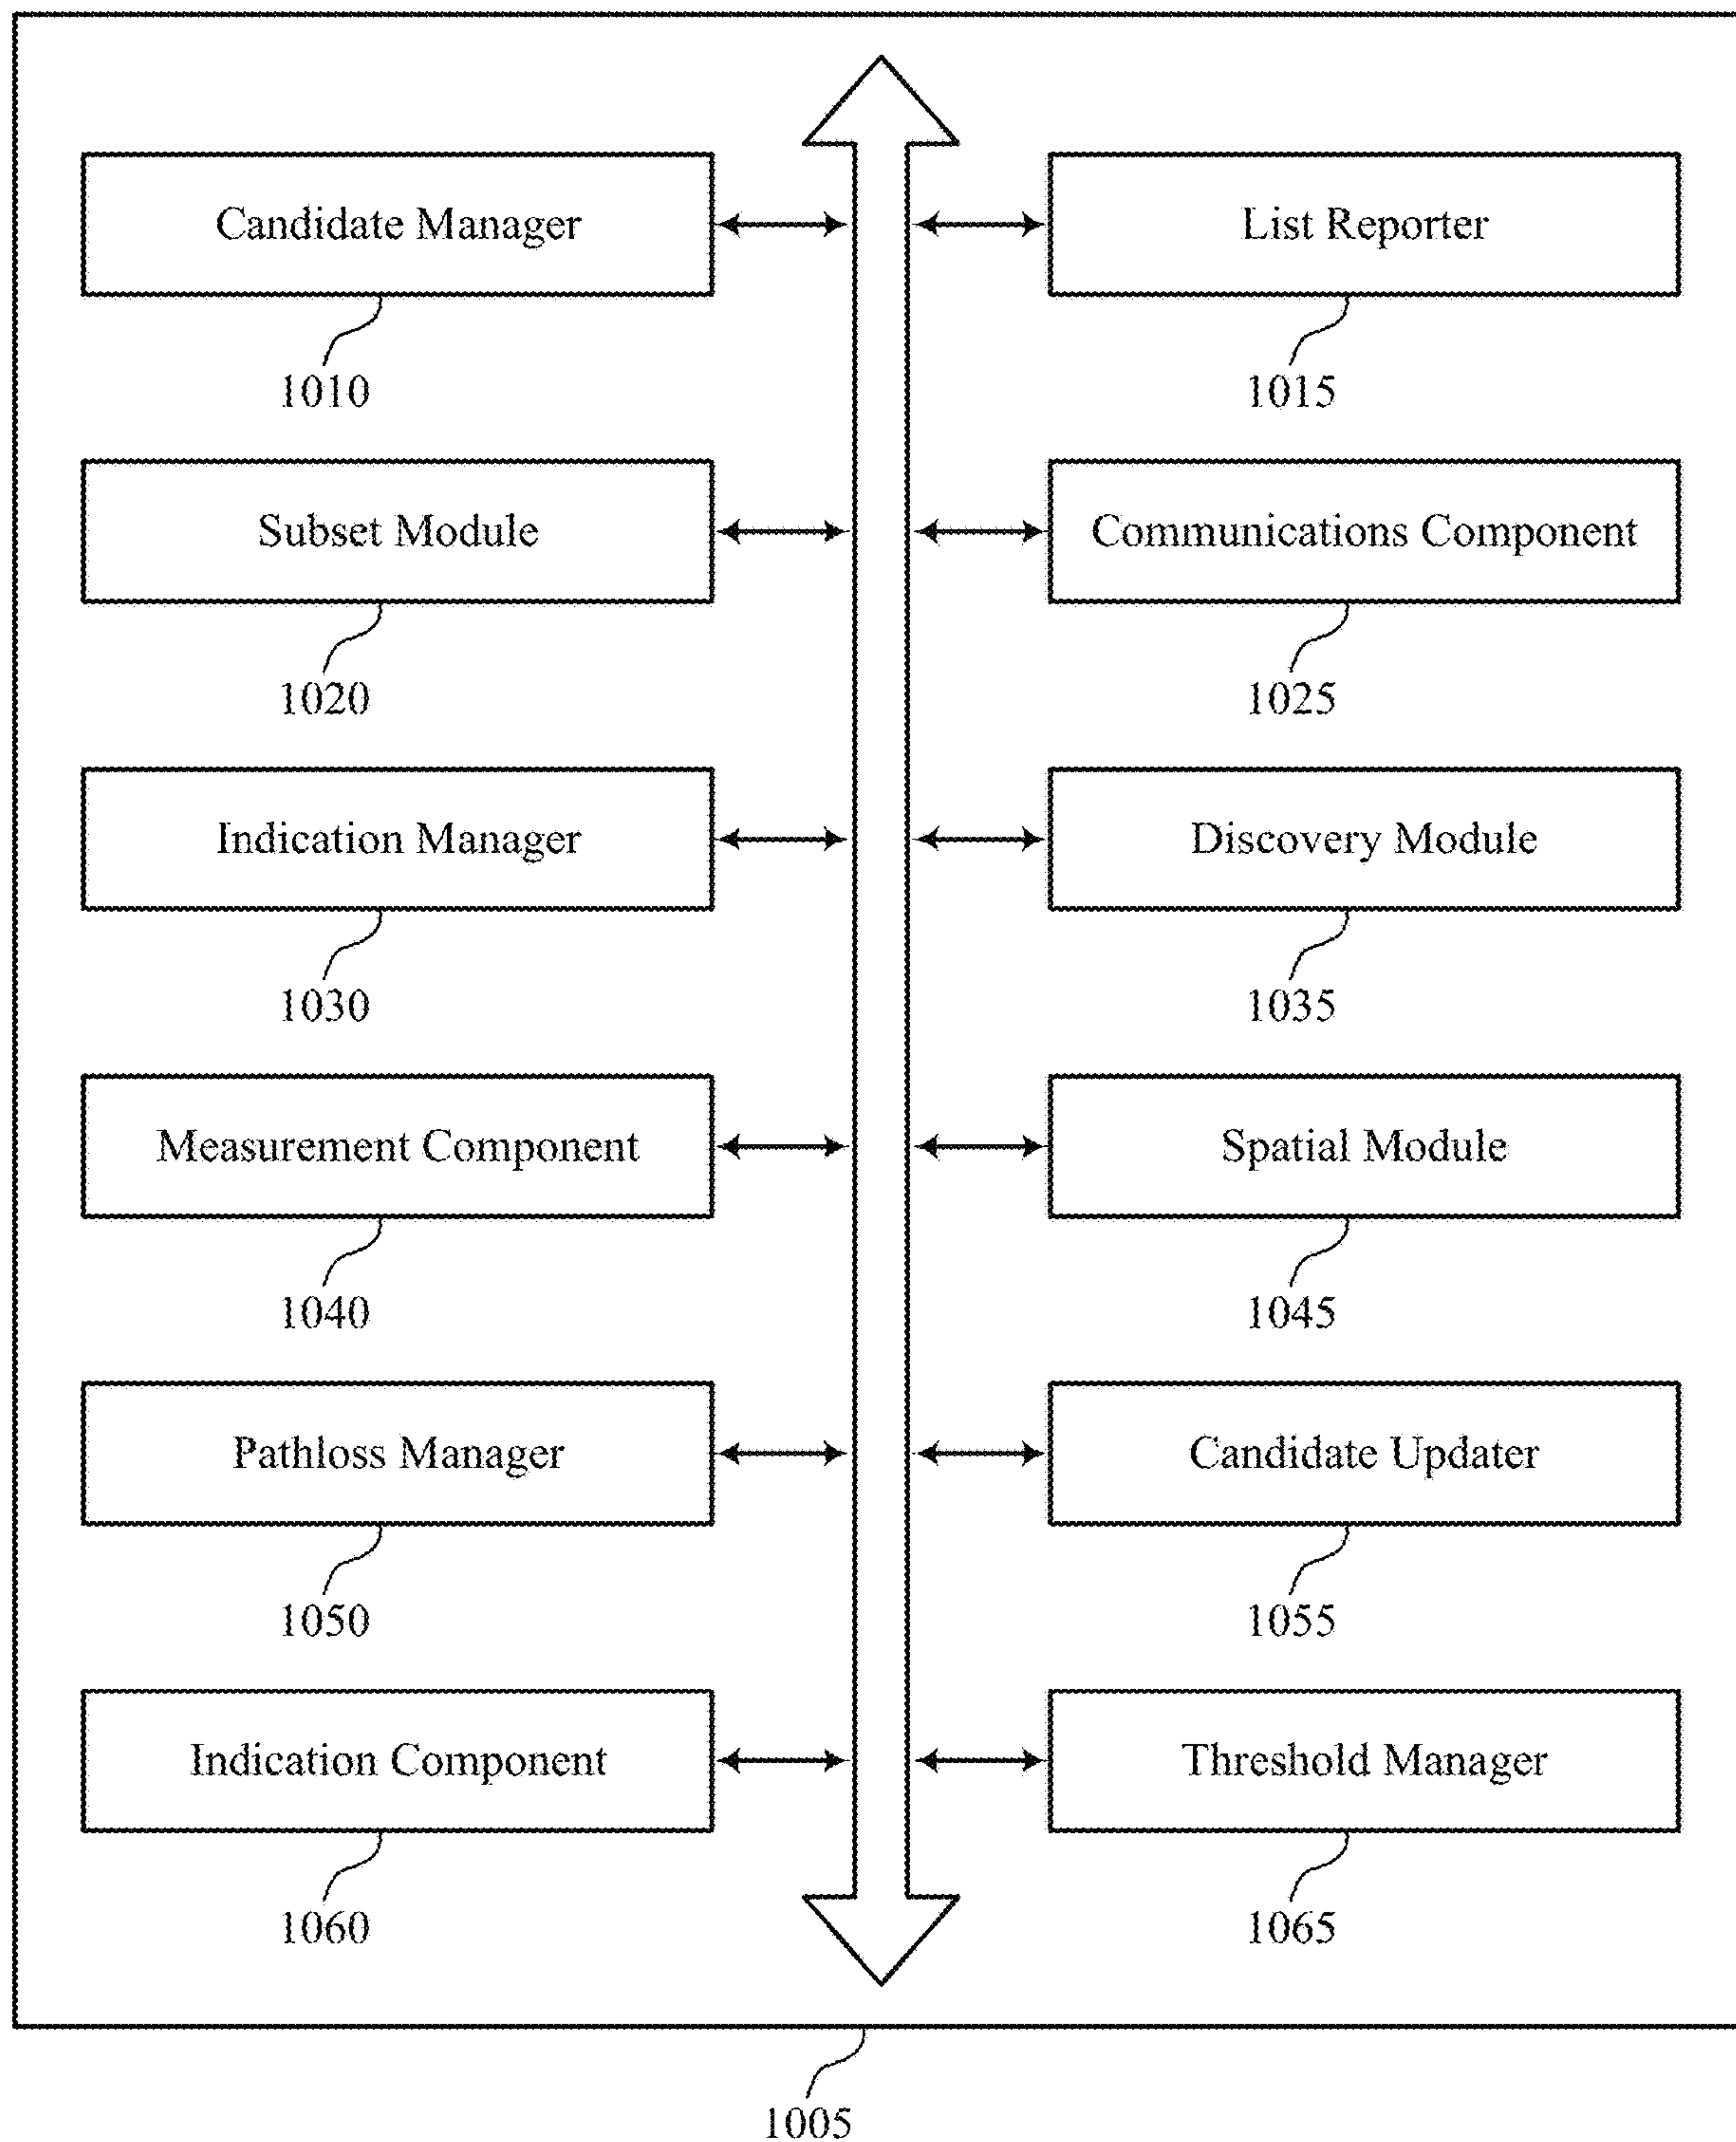 Candidate Manager
List Reporter
1010
1015
Subset Module
Communications Component
1020
1025
Indication Manager
Discovery Module
1030
1035
Measurement Component
Spatial Module
1040
1045
Pathloss Manager
Candidate Updater
1050
1055
Indication Component
Threshold Manager
1060
1065
1005